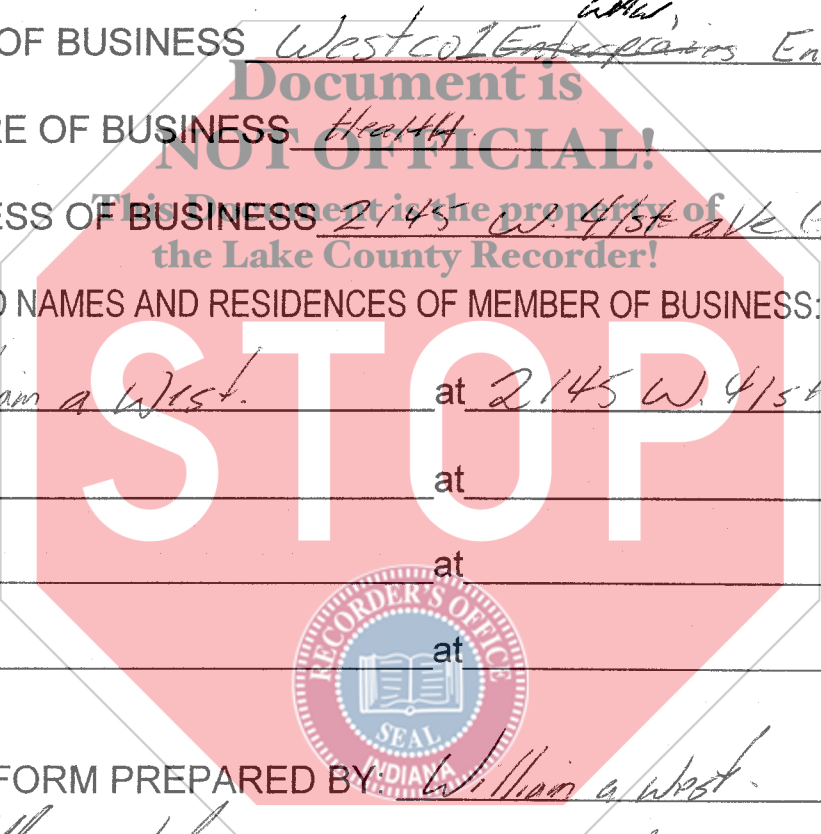 WAW.
OF BUSINESS Westco1 Enterprises En
Document is
RE OF BUSINESS Health
NOT OFFICIAL!
ESS OF BUSINESS 2145 W. 41st ave
This Document is the property of
the Lake County Recorder!
NAMES AND RESIDENCES OF MEMBER OF BUSINESS:
am a West. at 2145 W. 41st
STOP
at
at
RECORDER'S OFFICE
at
SEAL
INDIANA
FORM PREPARED BY: William a West.